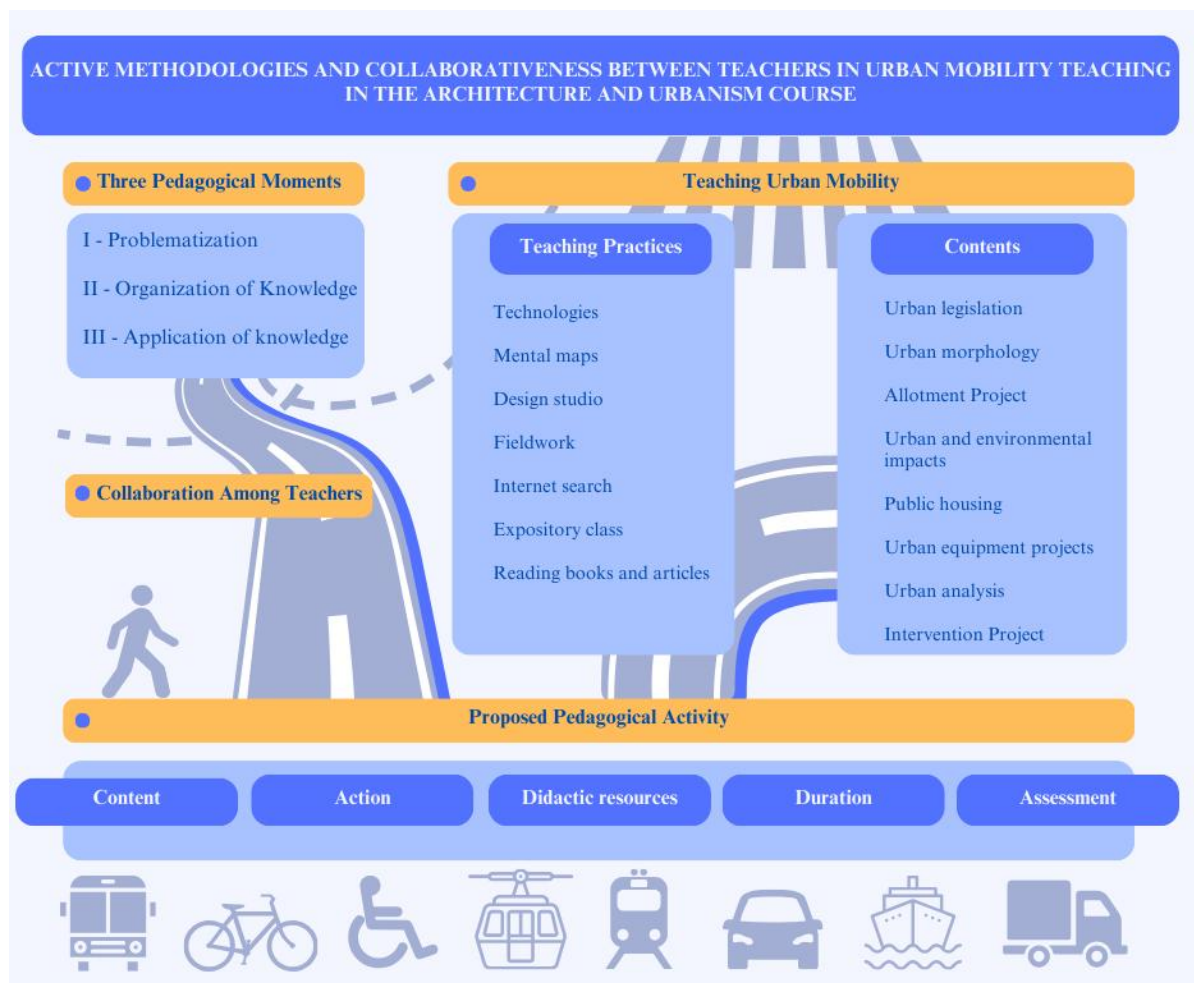 ACTIVE METHODOLOGIES AND COLLABORATIVENESS BETWEEN TEACHERS IN URBAN MOBILITY TEACHING
IN THE ARCHITECTURE AND URBANISM COURSE
Three Pedagogical Moments
I - Problematization
II - Organization of Knowledge
III - Application of knowledge
Collaboration Among Teachers
Teaching Urban Mobility
Teaching Practices
Technologies
Mental maps
Design studio
Fieldwork
Internet search
Expository class
Reading books and articles
Contents
Urban legislation
Urban morphology
Allotment Project
Urban and environmental
impacts
Public housing
Urban equipment projects
Urban analysis
Intervention Project
Proposed Pedagogical Activity
Content
Action
Didactic resources
Duration
Assessment